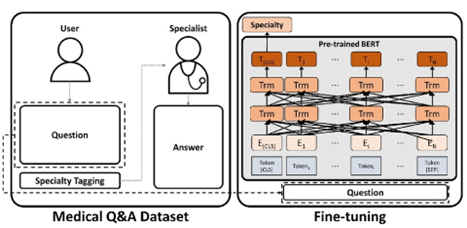 User
Specialist
Question
Answer
Specialty Tagging
Medical Q&A Dataset
Specialty
Pre-trained BERT
T[CLS] T1 ... Ti ... TN
Trm Trm ... Trm ... Trm
Trm Trm ... Trm ... Trm
E[CLS] E1 ... Ei ... EN
Token [CLS] Token1 ... Tokeni ... Token [SEP]
Question
Fine-tuning